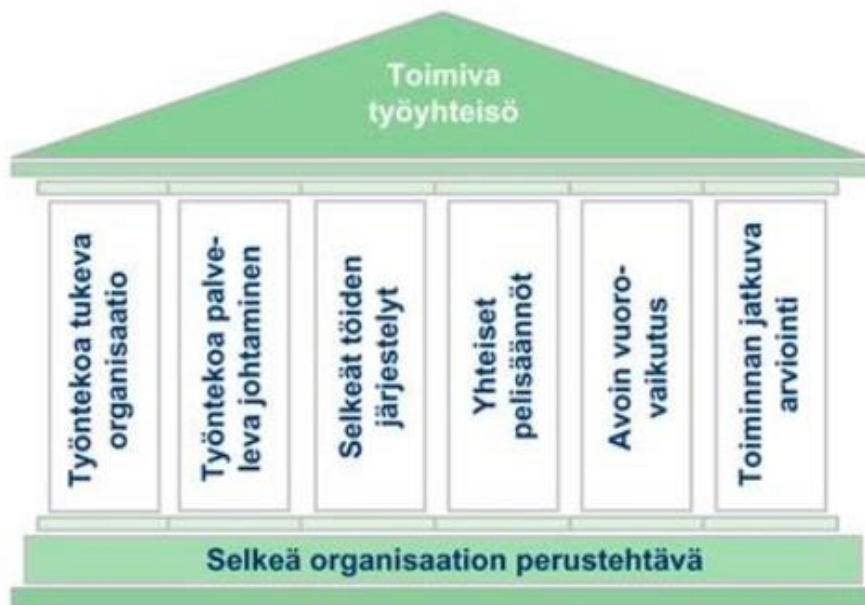 Toimiva
työyhteisö
Työntekoa tukeva
organisaatio
Työntekoa palve-
leva johtaminen
Selkeät töiden
järjestelyt
Yhteiset
pelisäännöt
Avoin vuoro-
vaikutus
Toiminnan jatkuva
arviointi
Selkeä organisaation perustehtävä